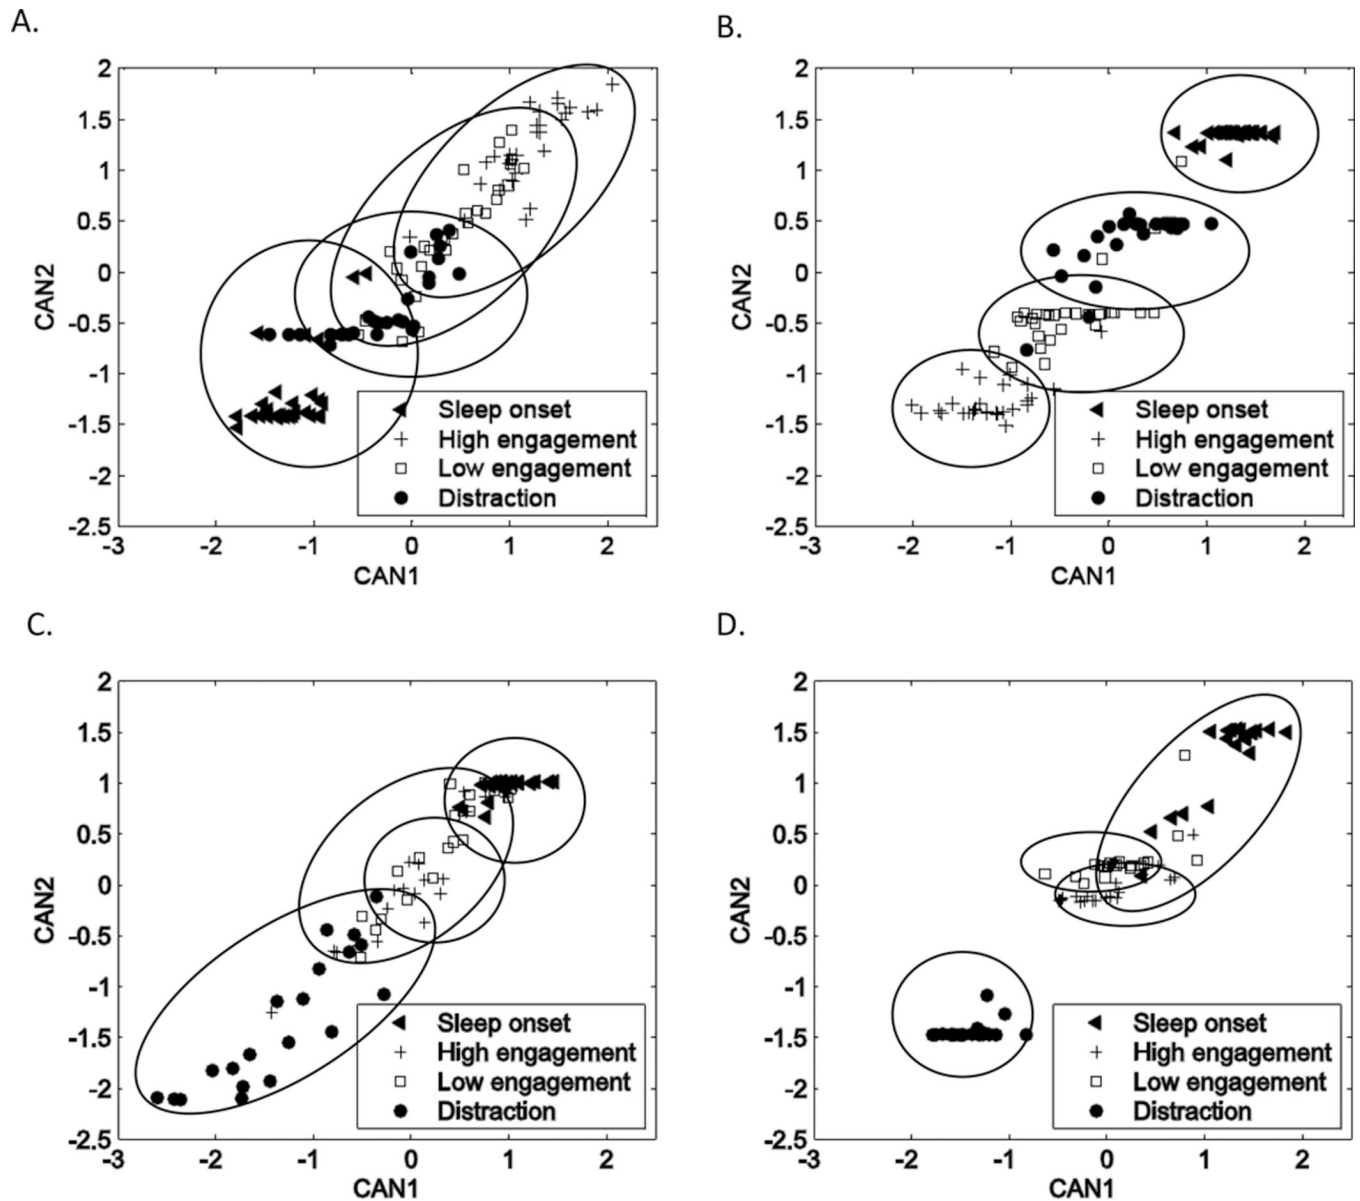 A.
B.
2
1.5
1
0.5
0
-0.5
-1
-1.5
-2
-2.5
CAN2
Sleep onset
High engagement
Low engagement
Distraction
-3 -2 -1 0 1 2
CAN1
2
1.5
1
0.5
0
-0.5
-1
-1.5
-2
-2.5
CAN2
Sleep onset
High engagement
Low engagement
Distraction
-3 -2 -1 0 1 2
CAN1
C.
D.
2
1.5
1
0.5
0
-0.5
-1
-1.5
-2
-2.5
CAN2
Sleep onset
High engagement
Low engagement
Distraction
-3 -2 -1 0 1 2
CAN1
2
1.5
1
0.5
0
-0.5
-1
-1.5
-2
-2.5
CAN2
Sleep onset
High engagement
Low engagement
Distraction
-3 -2 -1 0 1 2
CAN1